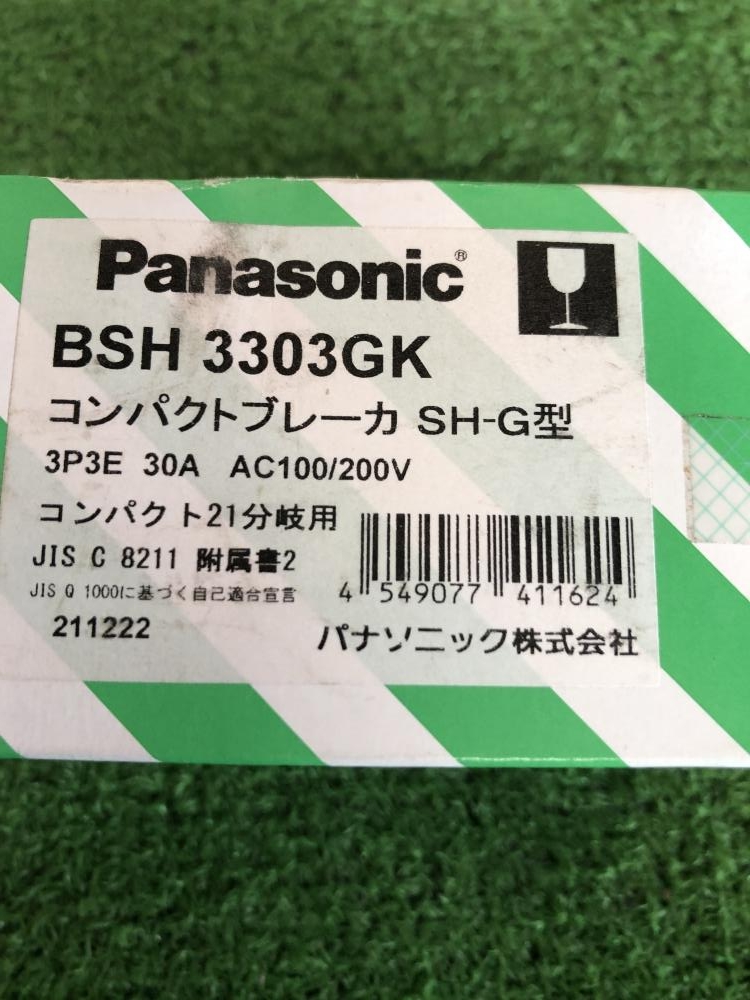 Panasonic®
BSH 3303GK
コンパクトブレーカ SH-G型
3P3E 30A AC100/200V
コンパクト21分岐用
JIS C 8211 附属書2
JIS Q 1000に基づく自己適合宣言
211222
4 549077 411624
パナソニック株式会社